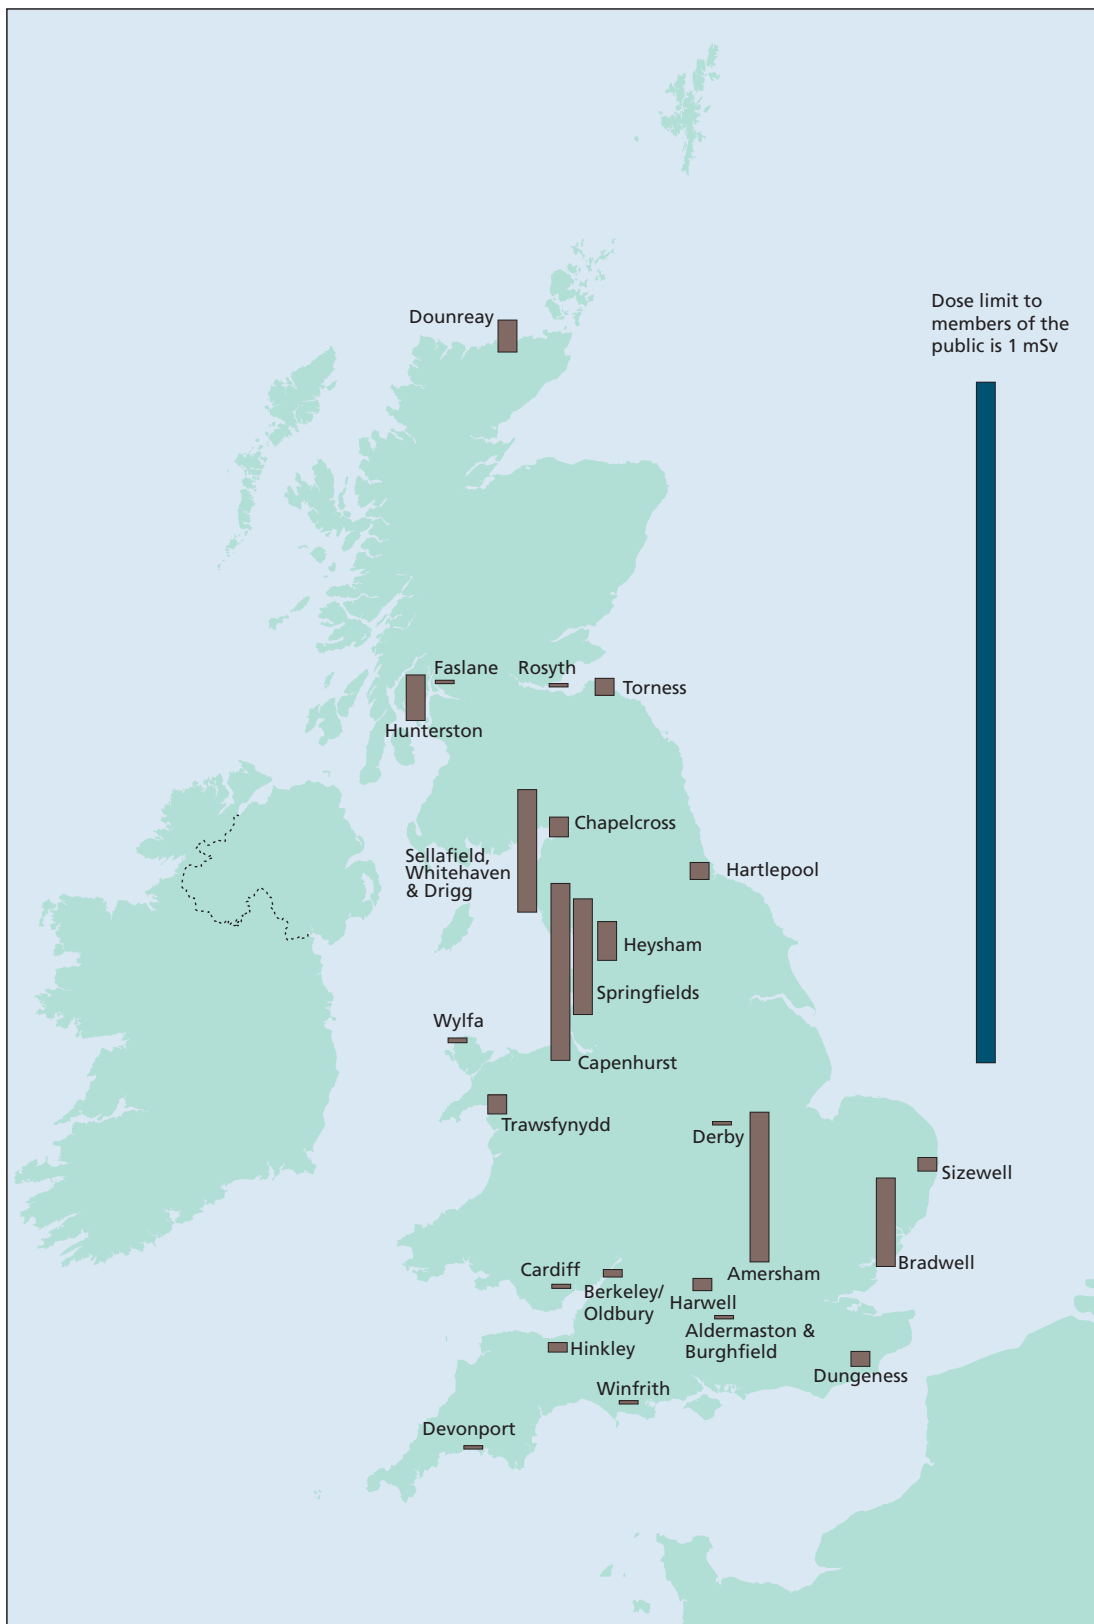 Dose limit to
members of the
public is 1 mSv
Dounreay
Faslane
Rosyth
Torness
Hunterston
Chapelcross
Sellafield,
Whitehaven
& Drigg
Hartlepool
Heysham
Springfields
Wylfa
Capenhurst
Trawsfynydd
Derby
Sizewell
Bradwell
Amersham
Cardiff
Berkeley/
Oldbury
Harwell
Aldermaston &
Burghfield
Hinkley
Dungeness
Winfrith
Devonport